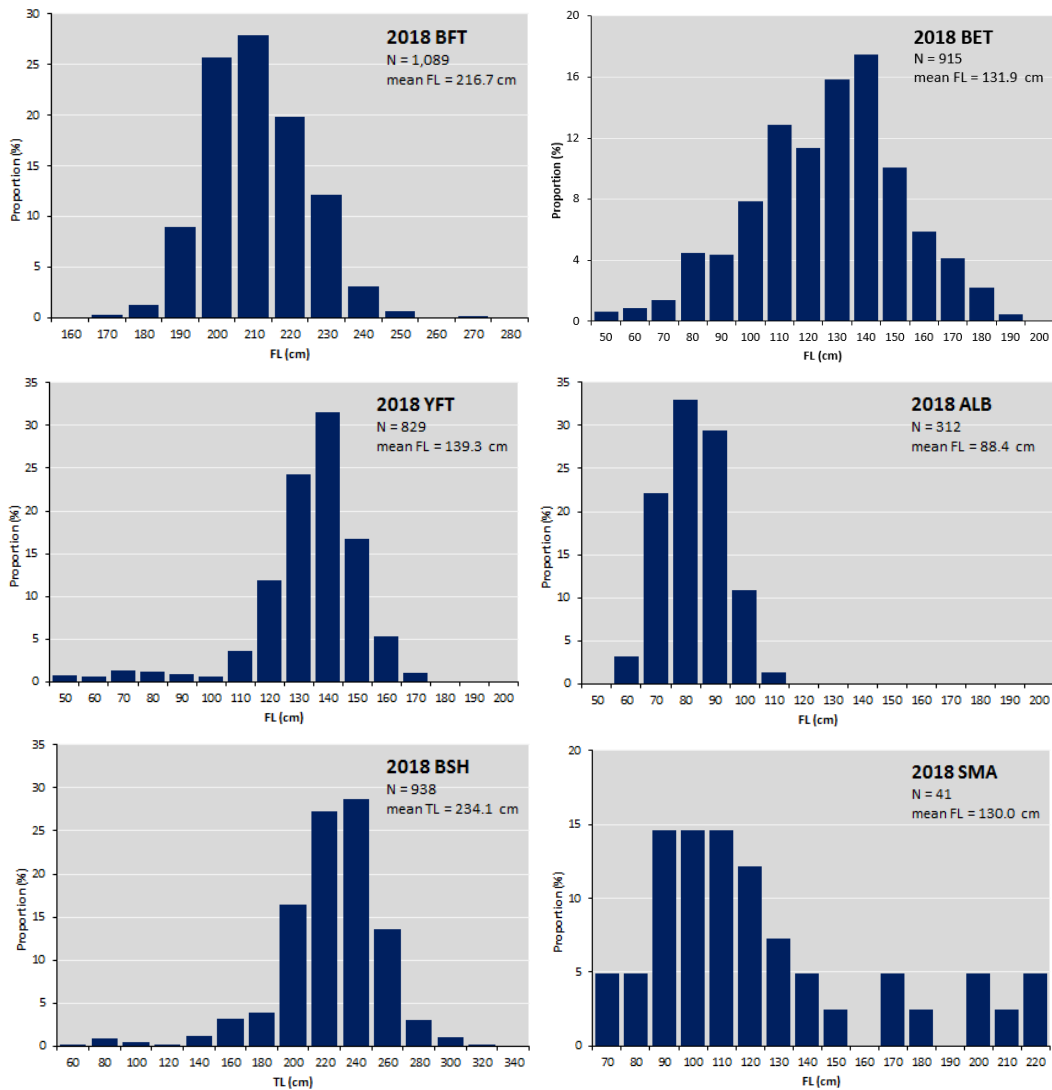 2018 BFT
N = 1,089
mean FL = 216.7 cm
Proportion (%)
30
25
20
15
10
5
0
160 170 180 190 200 210 220 230 240 250 260 270 280
FL (cm)
2018 BET
N = 915
mean FL = 131.9 cm
Proportion (%)
20
16
12
8
4
0
50 60 70 80 90 100 110 120 130 140 150 160 170 180 190 200
FL (cm)
2018 YFT
N = 829
mean FL = 139.3 cm
Proportion (%)
35
30
25
20
15
10
5
0
50 60 70 80 90 100 110 120 130 140 150 160 170 180 190 200
FL (cm)
2018 ALB
N = 312
mean FL = 88.4 cm
Proportion (%)
35
30
25
20
15
10
5
0
50 60 70 80 90 100 110 120 130 140 150 160 170 180 190 200
FL (cm)
2018 BSH
N = 938
mean TL = 234.1 cm
Proportion (%)
35
30
25
20
15
10
5
0
60 80 100 120 140 160 180 200 220 240 260 280 300 320 340
TL (cm)
2018 SMA
N = 41
mean FL = 130.0 cm
Proportion (%)
20
15
10
5
0
70 80 90 100 110 120 130 140 150 160 170 180 190 200 210 220
FL (cm)